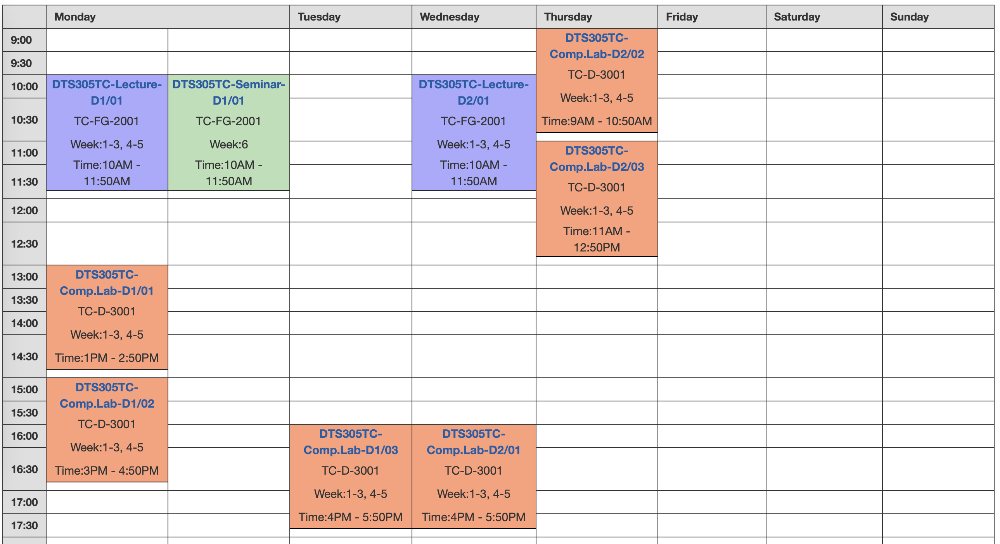 Monday
Tuesday
Wednesday
Thursday
Friday
Saturday
Sunday
9:00
9:30
10:00
10:30
11:00
11:30
12:00
12:30
13:00
13:30
14:00
14:30
15:00
15:30
16:00
16:30
17:00
17:30
DTS305TC-Lecture-
D1/01
TC-FG-2001
Week:1-3, 4-5
Time:10AM -
11:50AM
DTS305TC-Seminar-
D1/01
TC-FG-2001
Week:6
Time:10AM -
11:50AM
DTS305TC-
Comp.Lab-D1/01
TC-D-3001
Week:1-3, 4-5
Time:1PM - 2:50PM
DTS305TC-
Comp.Lab-D1/02
TC-D-3001
Week:1-3, 4-5
Time:3PM - 4:50PM
DTS305TC-
Comp.Lab-D1/03
TC-D-3001
Week:1-3, 4-5
Time:4PM - 5:50PM
DTS305TC-Lecture-
D2/01
TC-FG-2001
Week:1-3, 4-5
Time:10AM -
11:50AM
DTS305TC-
Comp.Lab-D2/01
TC-D-3001
Week:1-3, 4-5
Time:4PM - 5:50PM
DTS305TC-
Comp.Lab-D2/02
TC-D-3001
Week:1-3, 4-5
Time:9AM - 10:50AM
DTS305TC-
Comp.Lab-D2/03
TC-D-3001
Week:1-3, 4-5
Time:11AM -
12:50PM